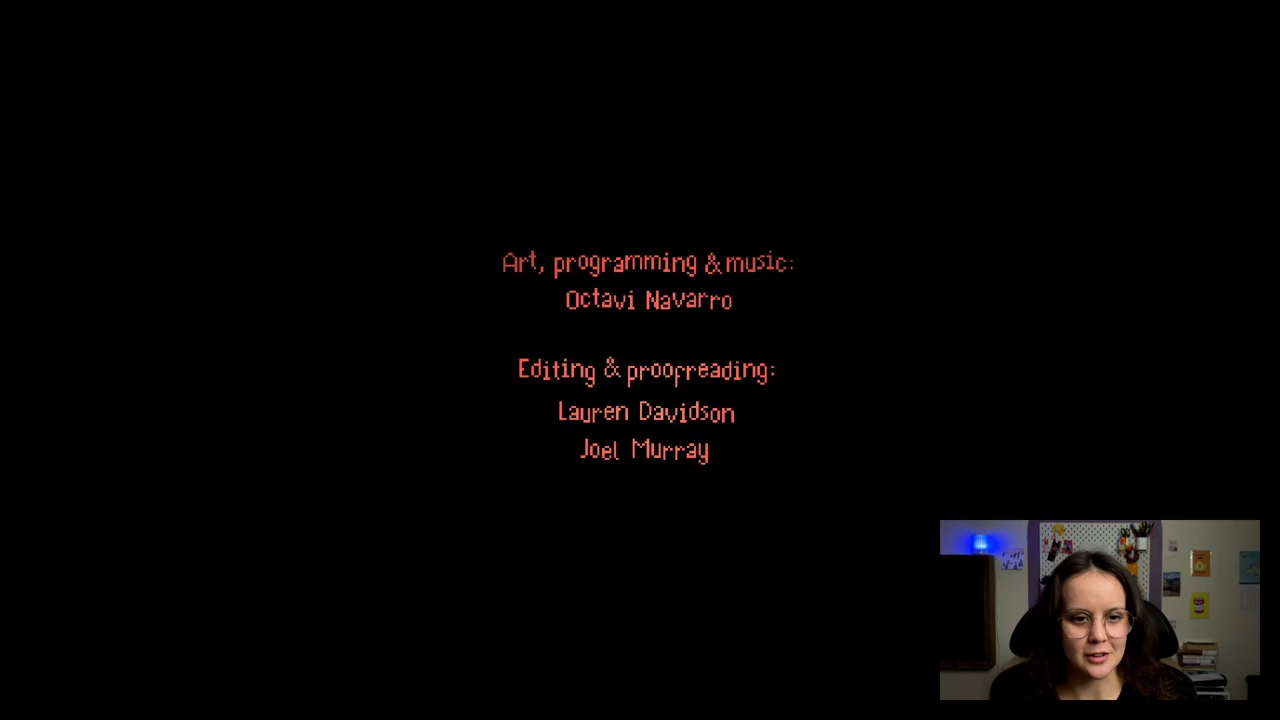 Art, programming & music:
Octavi Navarro
Editing & proofreading:
Lauren Davidson
Joel Murray